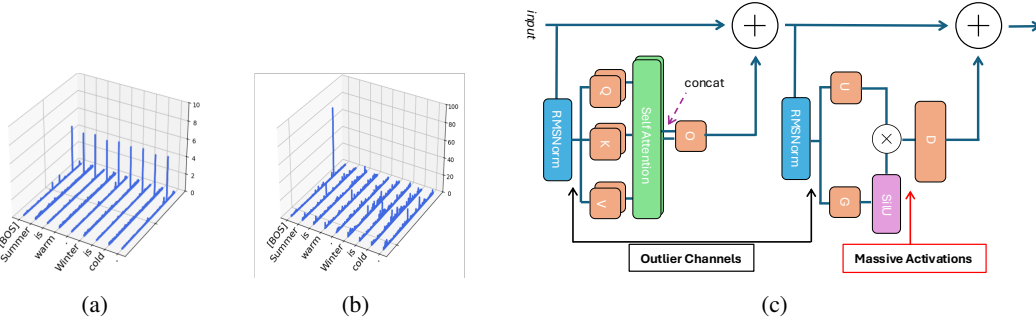 10
8
6
4
2
0
[BOS]
Summer
is
warm
.
Winter
is
cold
.
(a)
100
80
60
40
20
0
[BOS]
Summer
is
warm
.
Winter
is
cold
.
(b)
input
RMSNorm
Q
K
V
Self Attention
concat
O
RMSNorm
U
G
SilU
D
Outlier Channels
Massive Activations
(c)